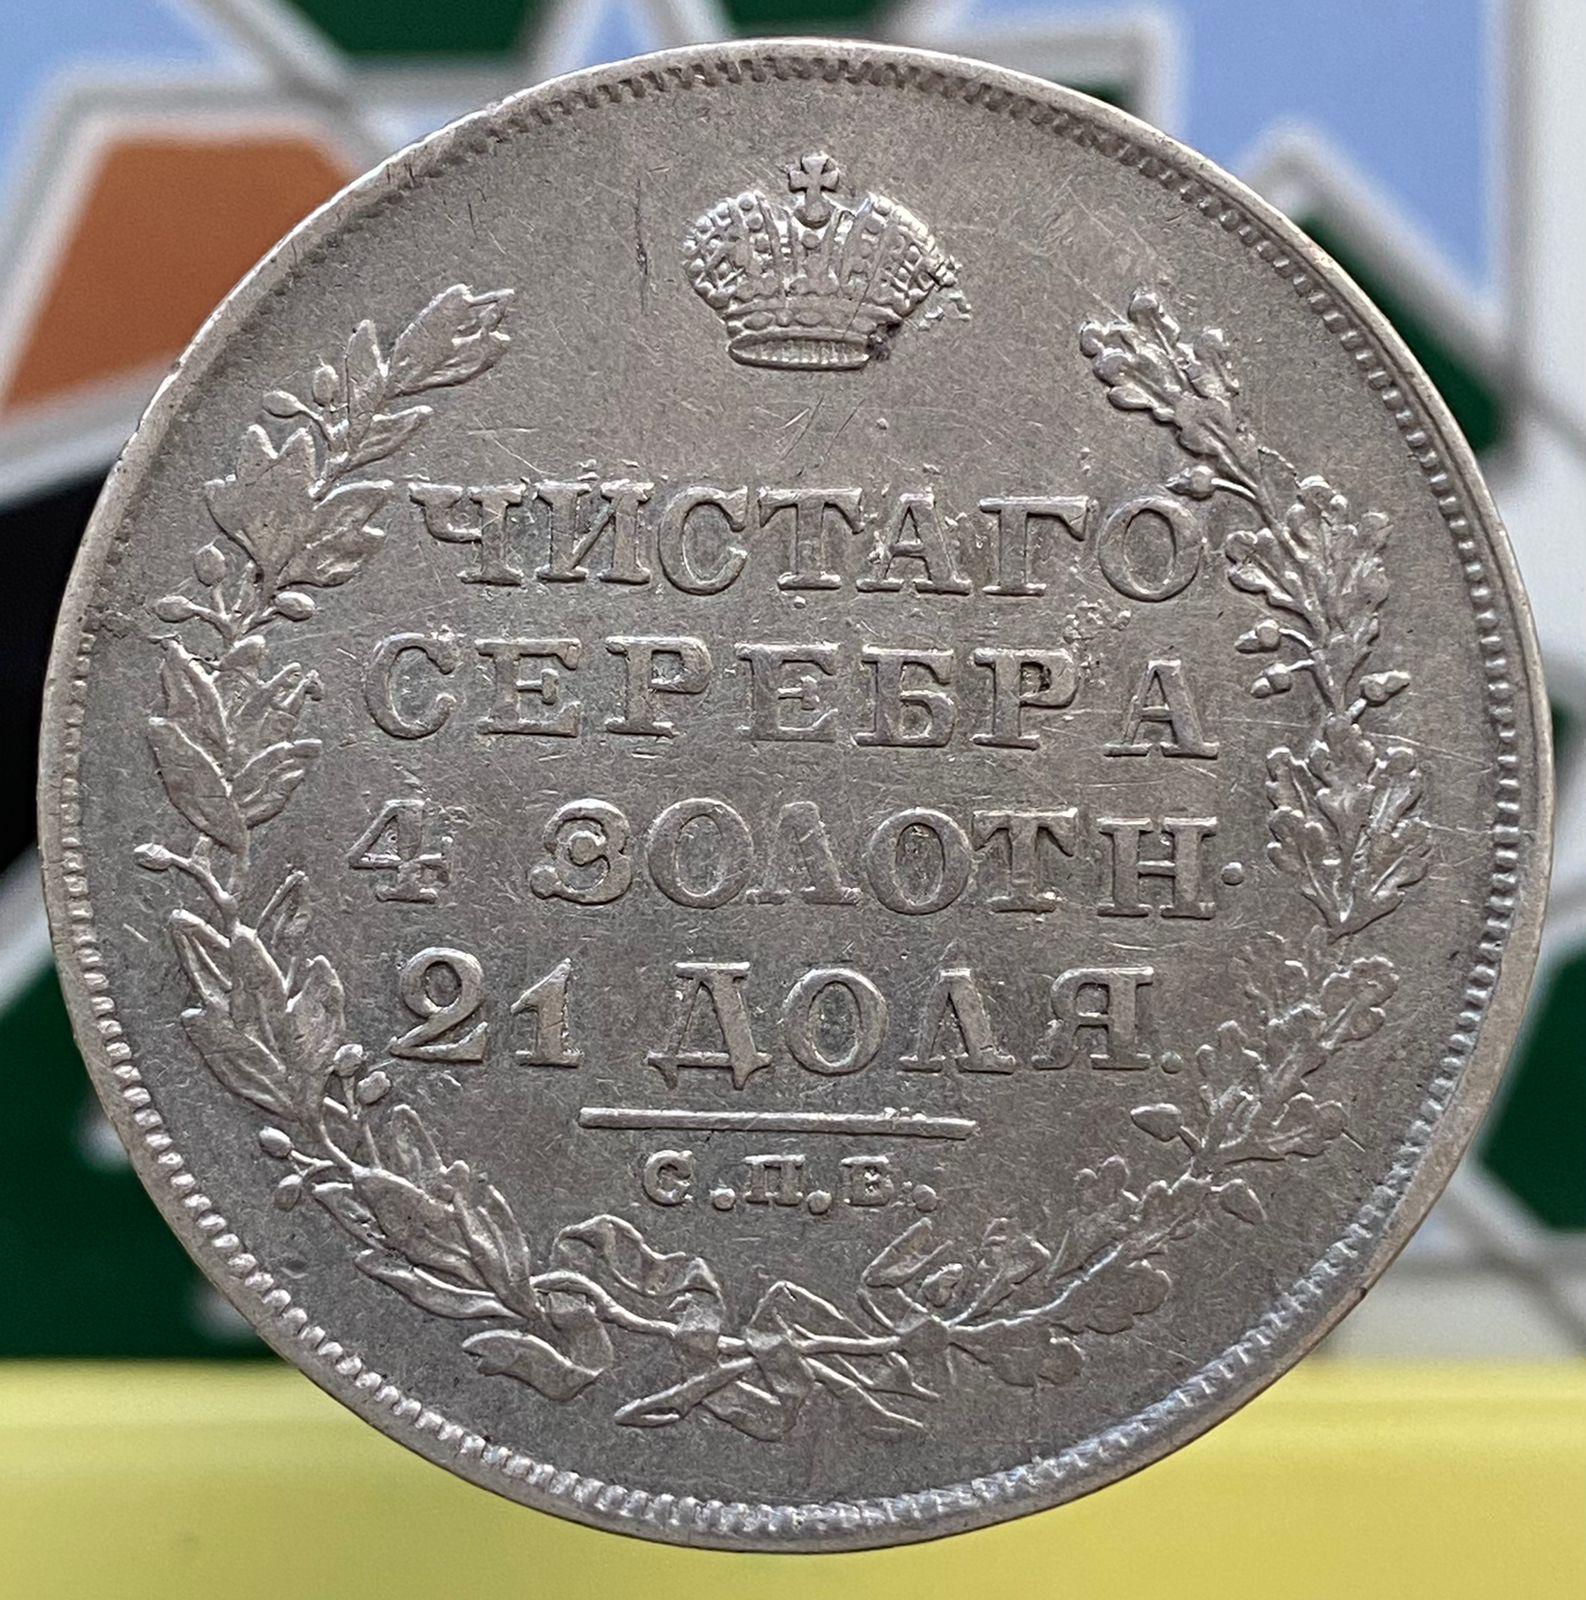 ЧИСТАГО
СЕРЕБРА
4 ЗОЛОТН.
21 ДОЛЯ.
С.П.Б.